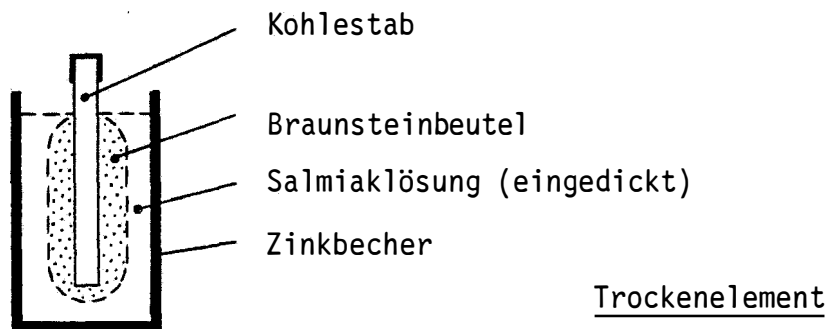 Kohlestab
Braunsteinbeutel
Salmiaklösung (eingedickt)
Zinkbecher
Trockenelement